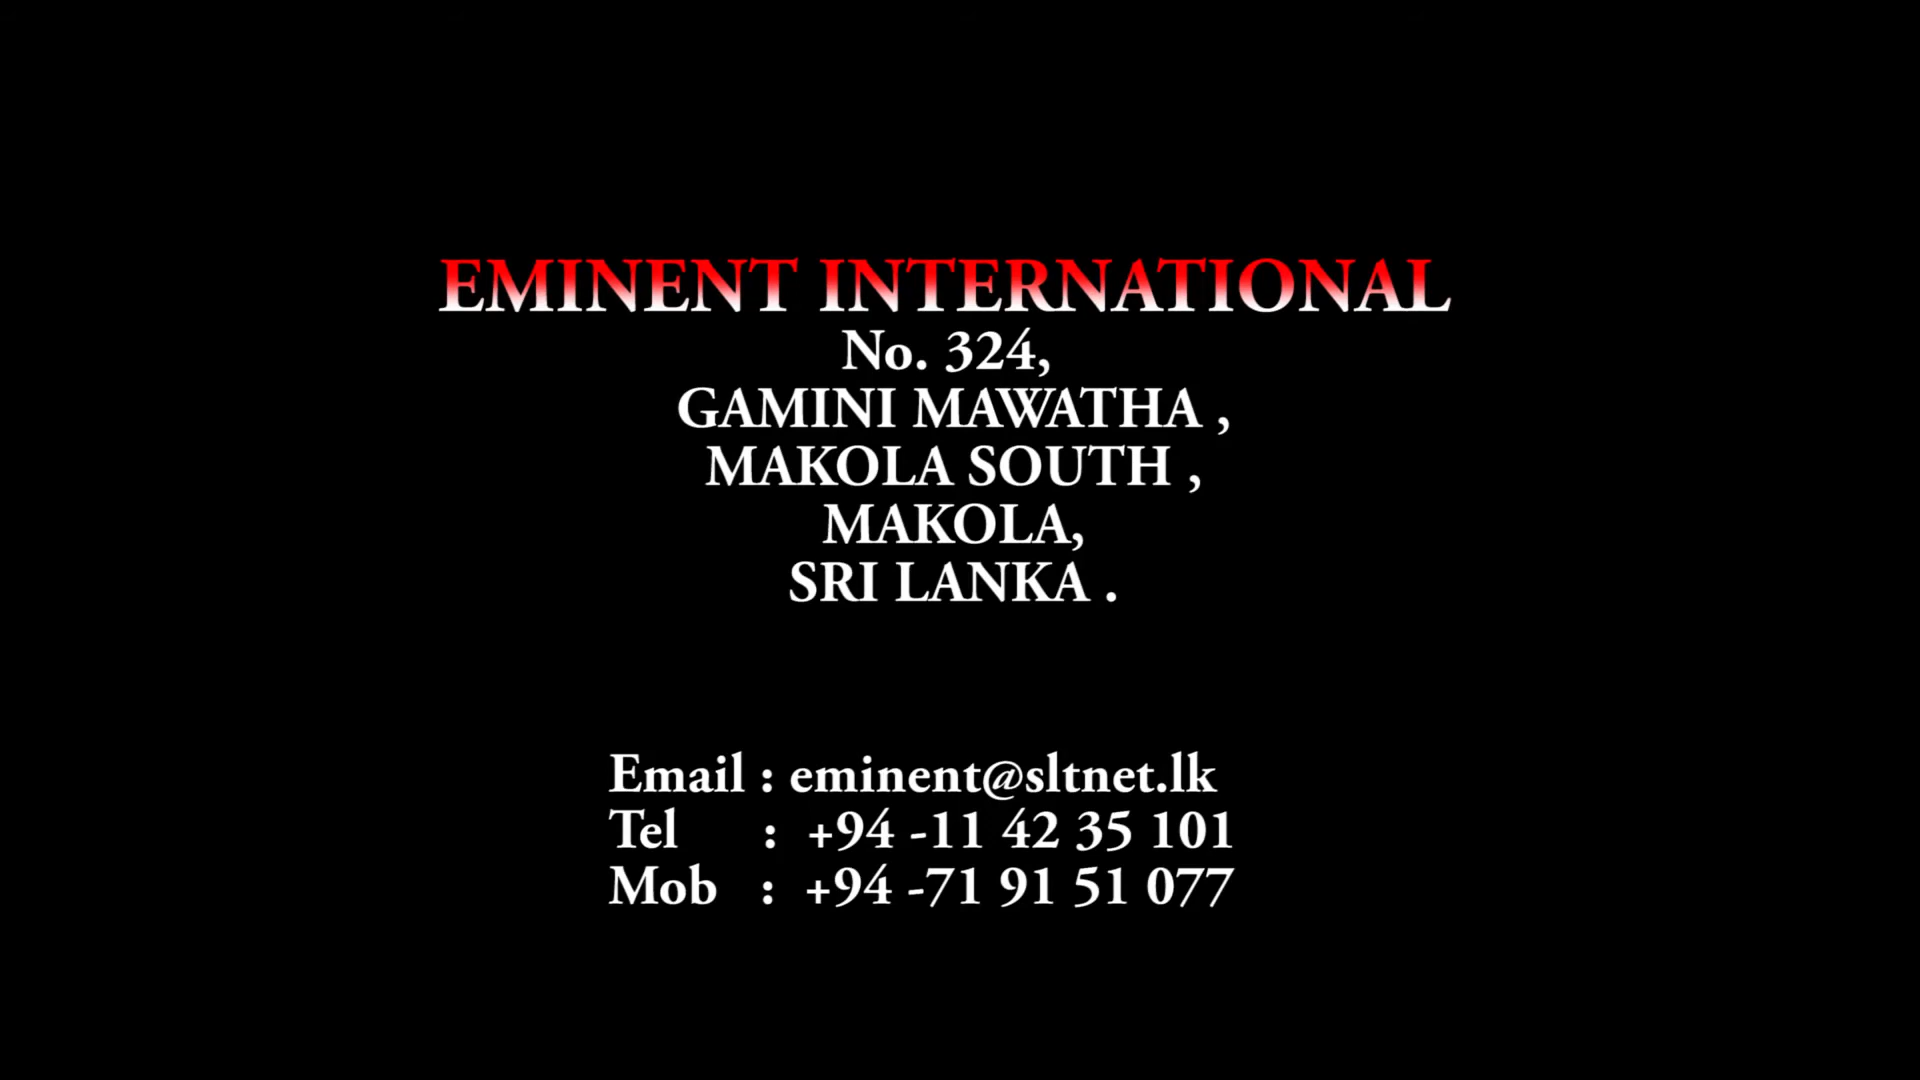 EMINENT INTERNATIONAL
No. 324,
GAMINI MAWATHA ,
MAKOLA SOUTH ,
MAKOLA,
SRI LANKA .
Email : eminent@sltnet.lk
Tel : +94 -11 42 35 101
Mob : +94 -71 91 51 077